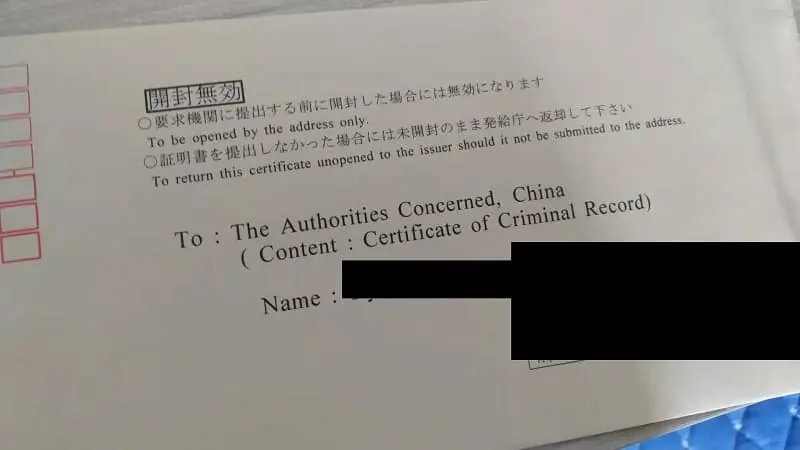 開封無効
○要求機関に提出する前に開封した場合には無効になります
To be opened by the address only.
○証明書を提出しなかった場合には未開封のまま発給庁へ返却して下さい
To return this certificate unopened to the issuer should it not be submitted to the address.
To : The Authorities Concerned, China
( Content : Certificate of Criminal Record)
Name :